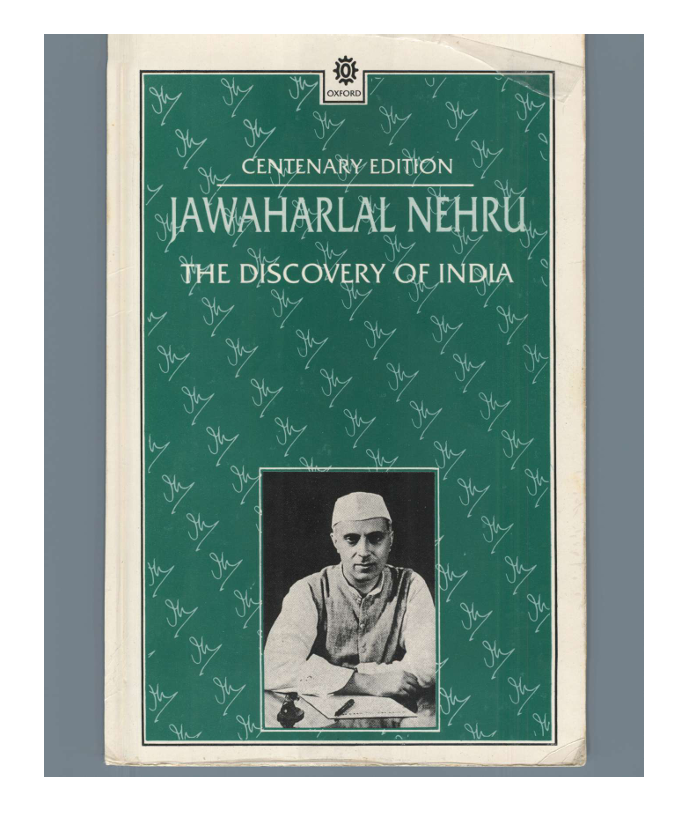 OXFORD
CENTENARY EDITION
JAWAHARLAL NEHRU
THE DISCOVERY OF INDIA